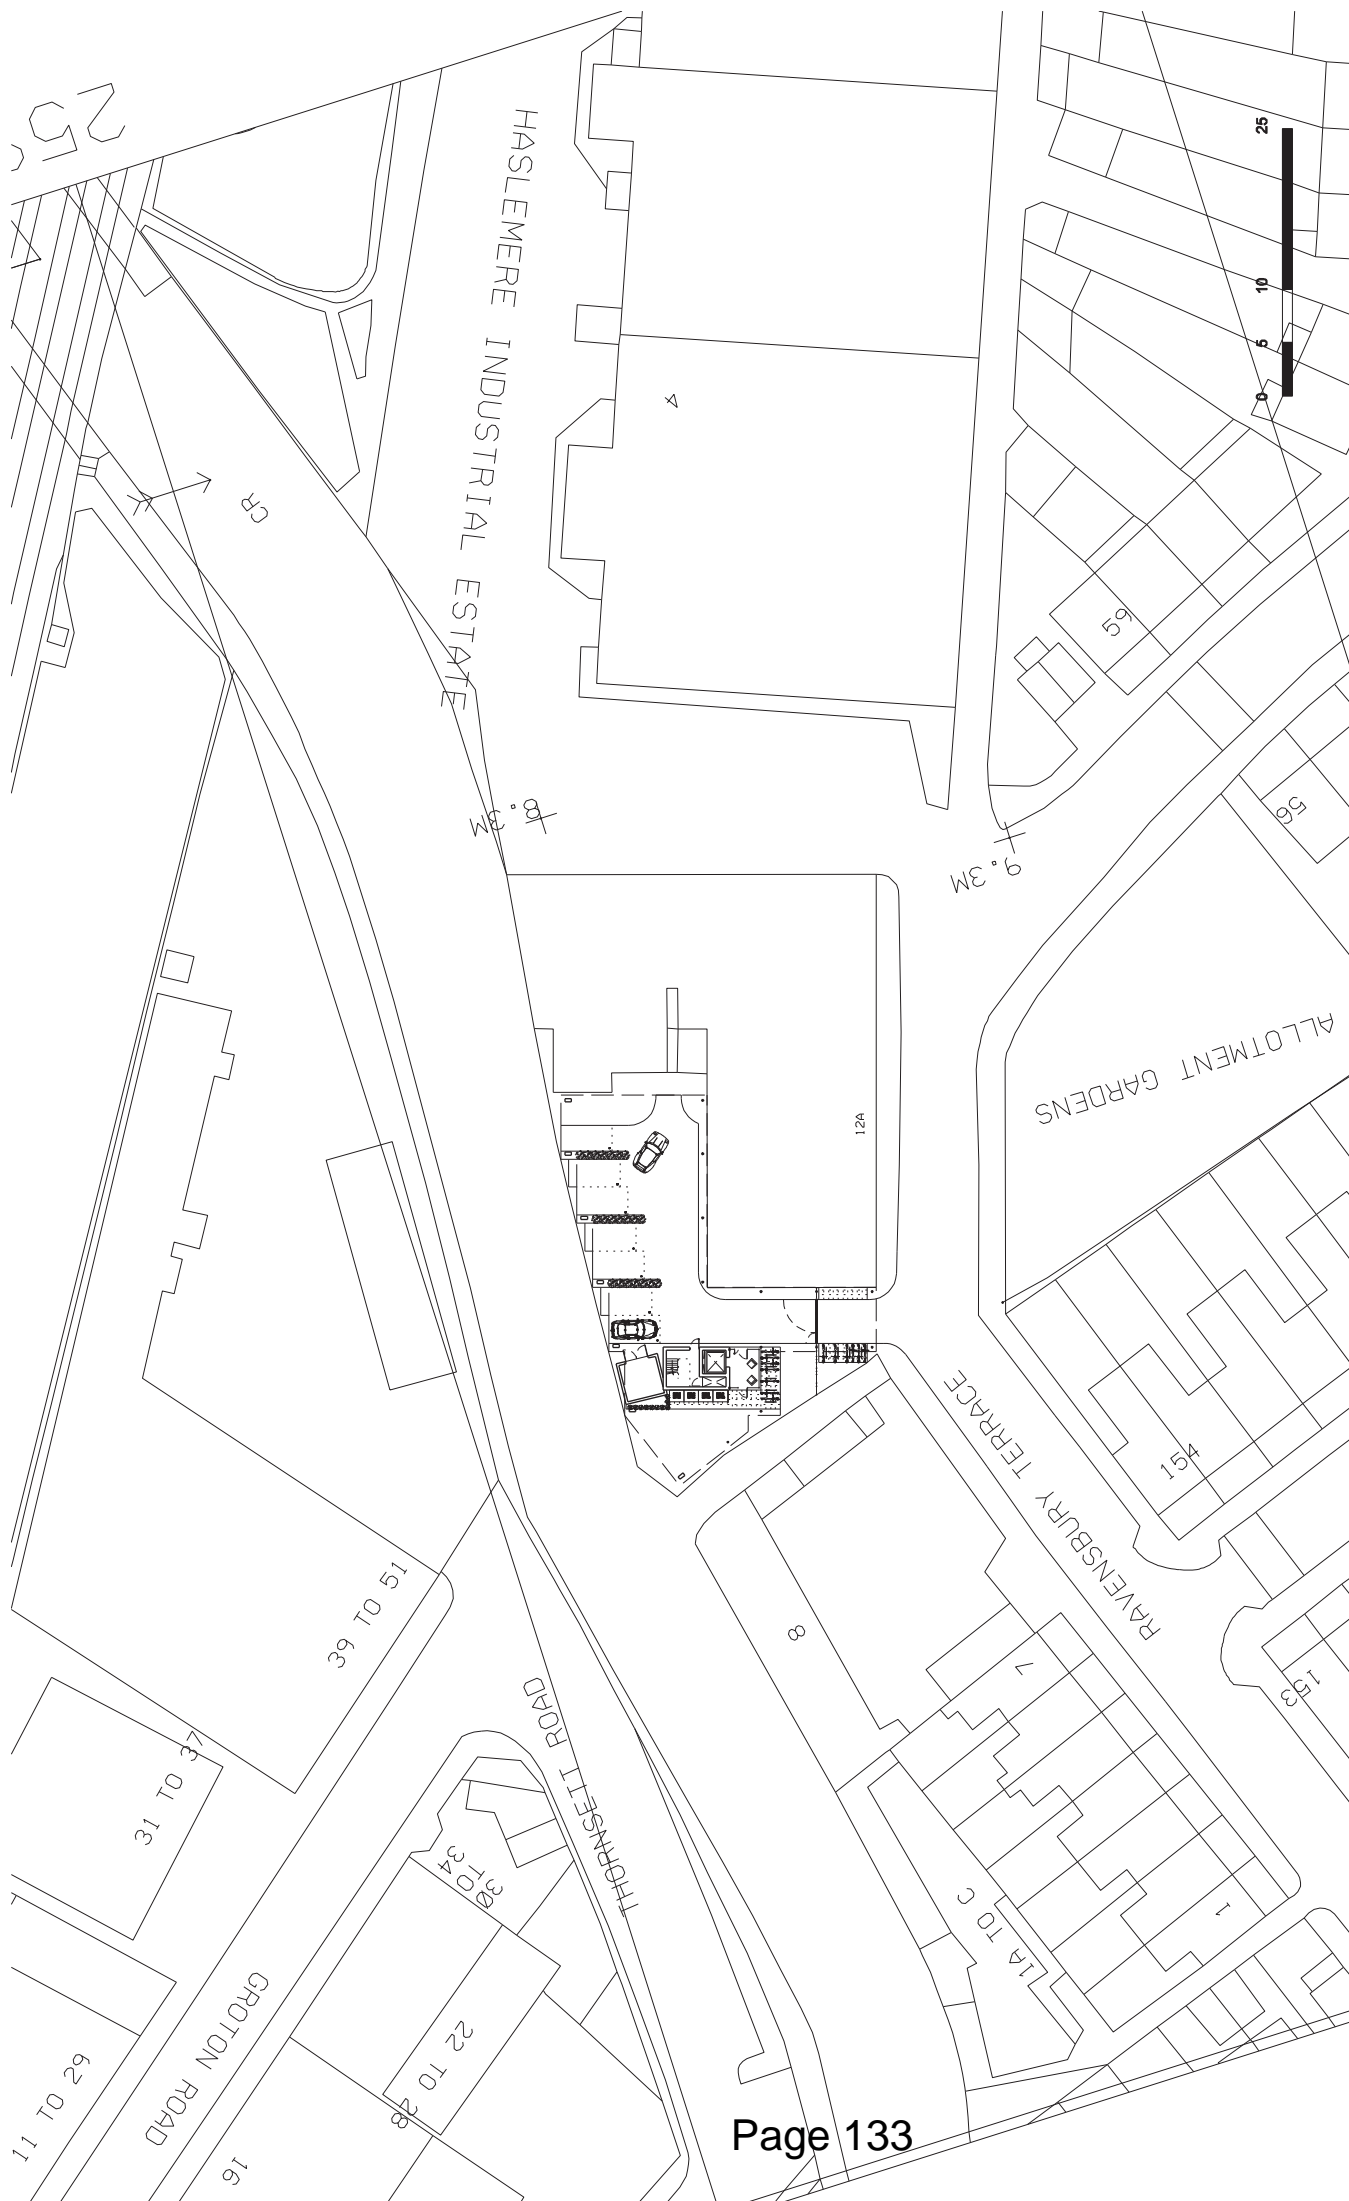 25
HASLEMERE INDUSTRIAL ESTATE
25
10
5
0
4
CR
59
8.3M
9.3M
56
ALLOTMENT GARDENS
12A
RAVENSBURY TERRACE
154
39 TO 51
8
7
153
THORNSETT ROAD
31 TO 37
30
TO
34
1
1A TO C
GROTON ROAD
22 TO 28
11 TO 29
16
Page 133